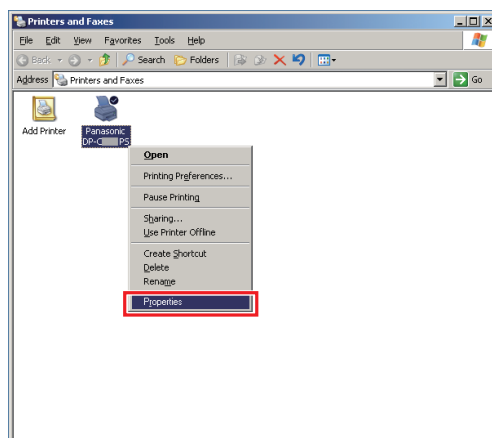 Printers and Faxes
File Edit View Favorites Tools Help
Back Search Folders
Address Printers and Faxes Go
Add Printer
Panasonic
DP-C PS
Open
Printing Preferences...
Pause Printing
Sharing...
Use Printer Offline
Create Shortcut
Delete
Rename
Properties